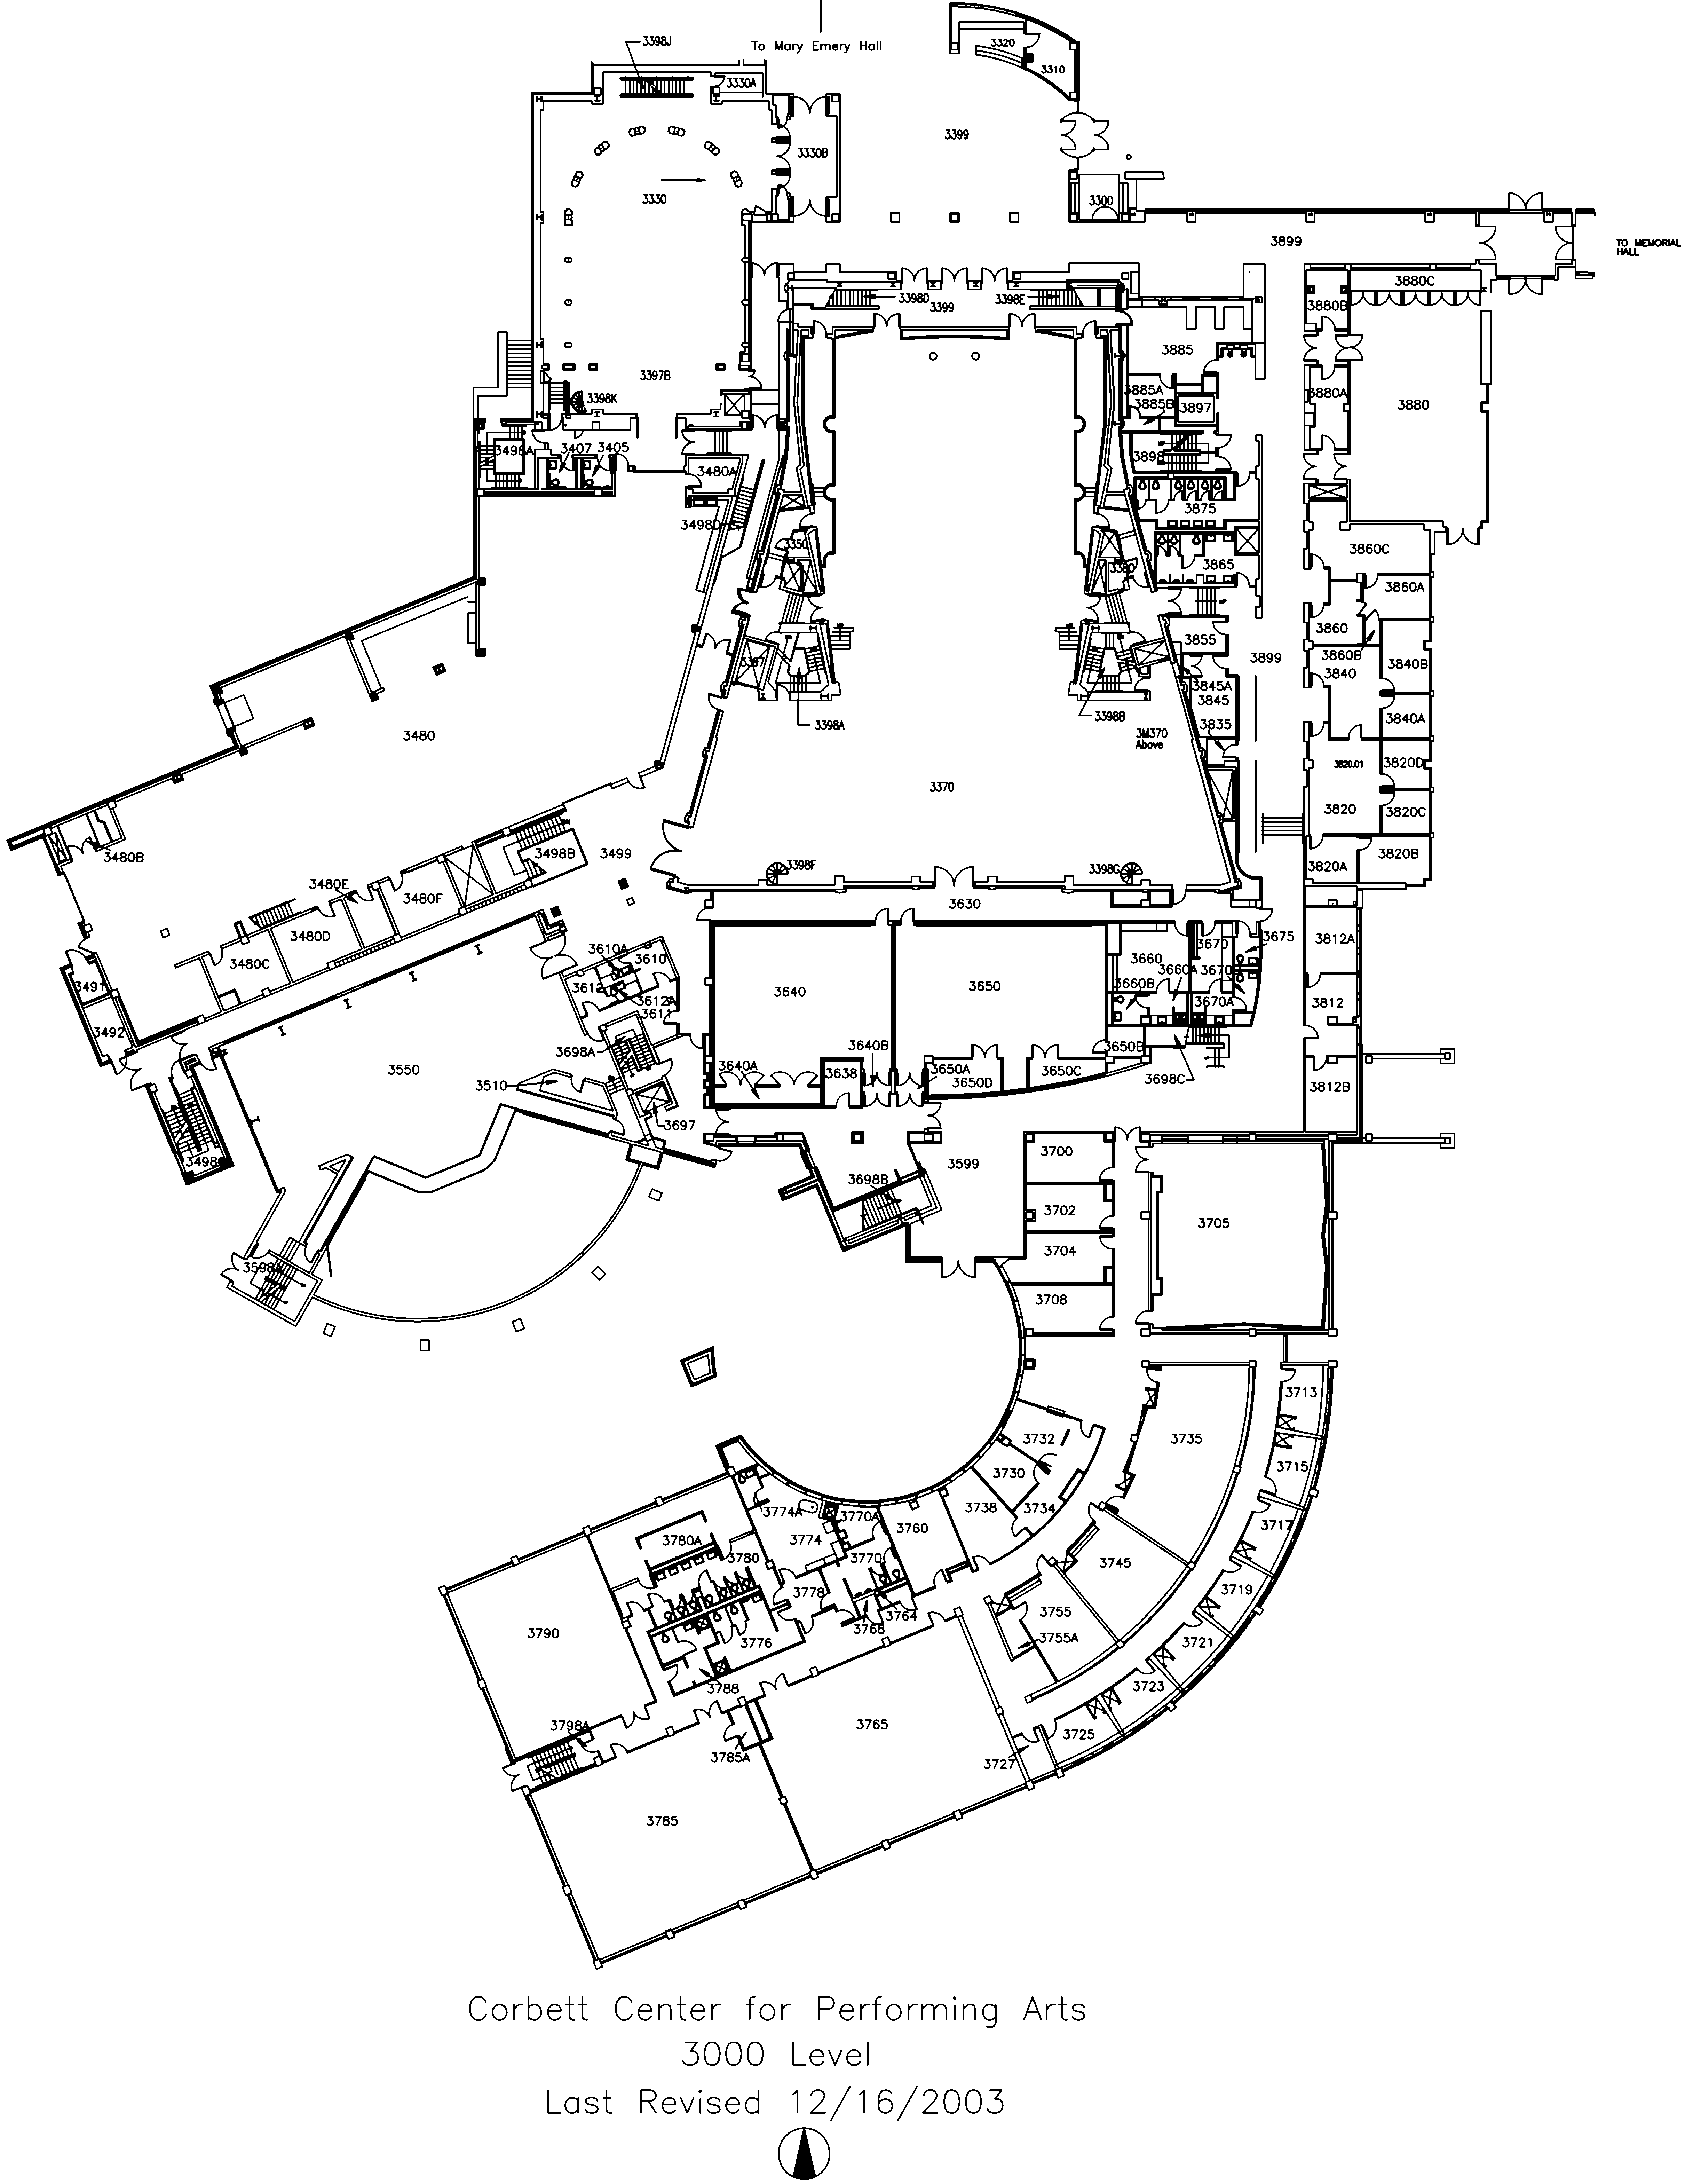 3398J
To Mary Emery Hall
3320
3310
3330A
3399
3330B
3330
3300
3899
TO MEMORIAL
HALL
3398D
3399
3398E
3880C
3880B
3885
3397B
3398K
3885A
3885B
3897
3880A
3880
3498A
3407
3405
3480A
3898
3498D
3875
3350
3380
3865
3860C
3860A
3860
3855
3860B
3840
3840B
3397
3899
3845A
3845
3398A
3398B
3835
3840A
3480
3M370
Above
3820.01
3820D
3370
3820
3820C
3480B
3498B
3499
3398F
3398G
3820A
3820B
3480E
3480F
3630
3480D
3480C
3610A
3610
3670
3675
3812A
3660
3660A
3670
3491
3612
3640
3650
3660B
3612A
3611
3670A
3812
3492
3698A
3640B
3650B
3550
3640A
3638
3650A
3650D
3650C
3698C
3812B
3510
3697
3498C
3599
3700
3698B
3702
3705
3704
3598A
3708
3713
3732
3735
3730
3715
3774A
3770A
3738
3734
3760
3717
3780A
3774
3780
3770
3745
3778
3719
3790
3764
3755
3768
3776
3755A
3721
3788
3723
3798A
3765
3725
3785A
3727
3785
Corbett Center for Performing Arts
3000 Level
Last Revised 12/16/2003